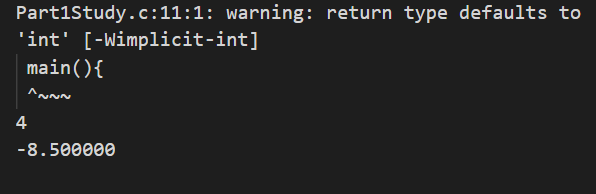 Part1Study.c:11:1: warning: return type defaults to
'int' [-Wimplicit-int]
main(){
^~~~
4
-8.500000